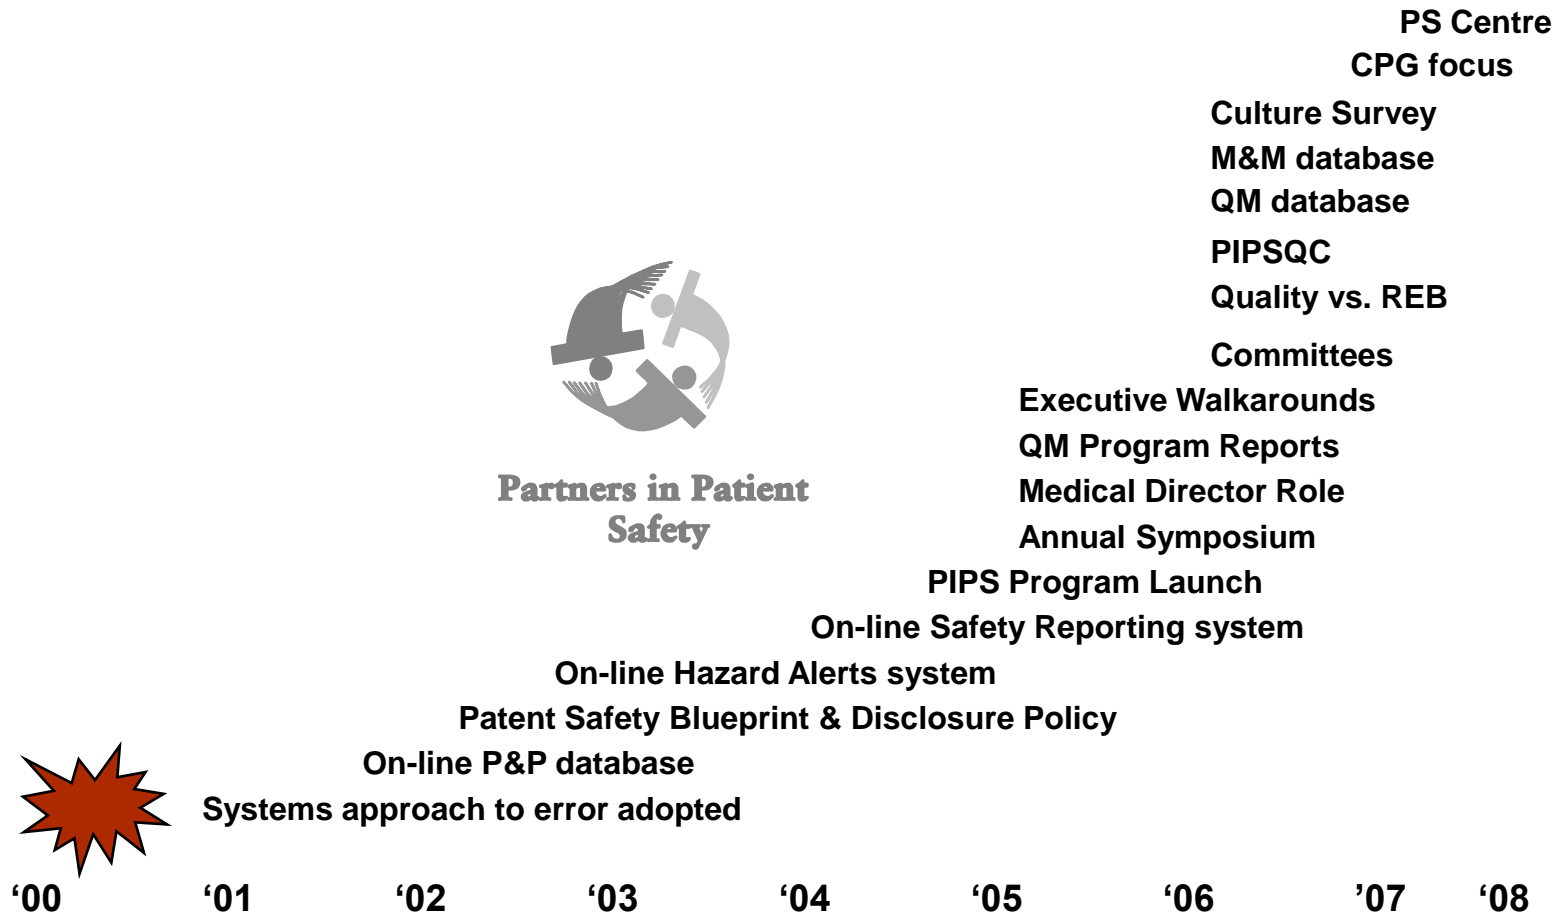 PS Centre
CPG focus
Culture Survey
M&M database
QM database
PIPSQC
Quality vs. REB
Committees
Executive Walkarounds
QM Program Reports
Medical Director Role
Annual Symposium
PIPS Program Launch
On-line Safety Reporting system
On-line Hazard Alerts system
Patent Safety Blueprint & Disclosure Policy
On-line P&P database
Systems approach to error adopted
Partners in Patient
Safety
‘00 ‘01 ‘02 ‘03 ‘04 ‘05 ‘06 ’07 ‘08